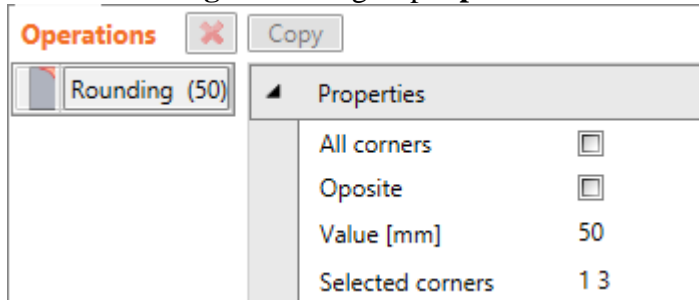 Operations Copy
Rounding (50)
Properties
All corners
Oposite
Value [mm] 50
Selected corners 1 3